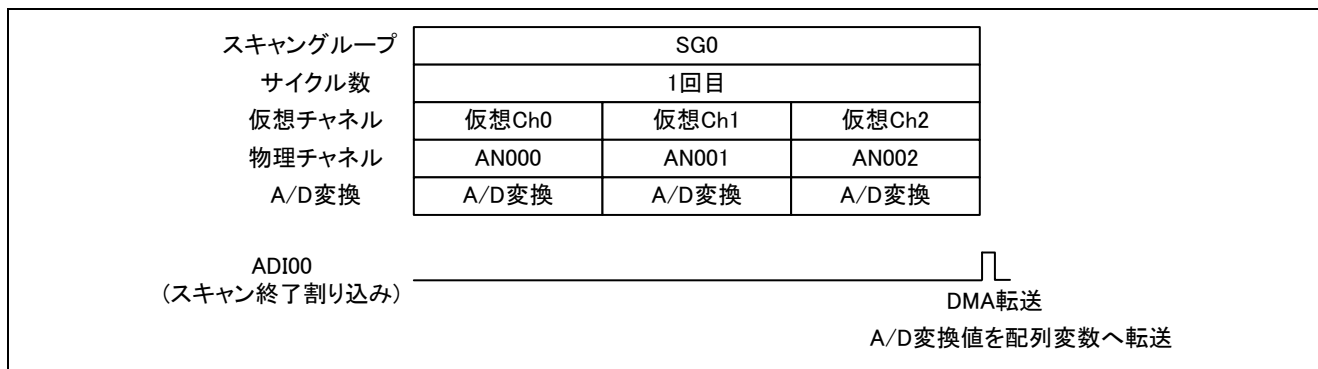 スキャングループ SG0
サイクル数 1回目
仮想チャネル 仮想Ch0 仮想Ch1 仮想Ch2
物理チャネル AN000 AN001 AN002
A/D変換 A/D変換 A/D変換 A/D変換
ADI00
(スキャン終了割り込み)
DMA転送
A/D変換値を配列変数へ転送